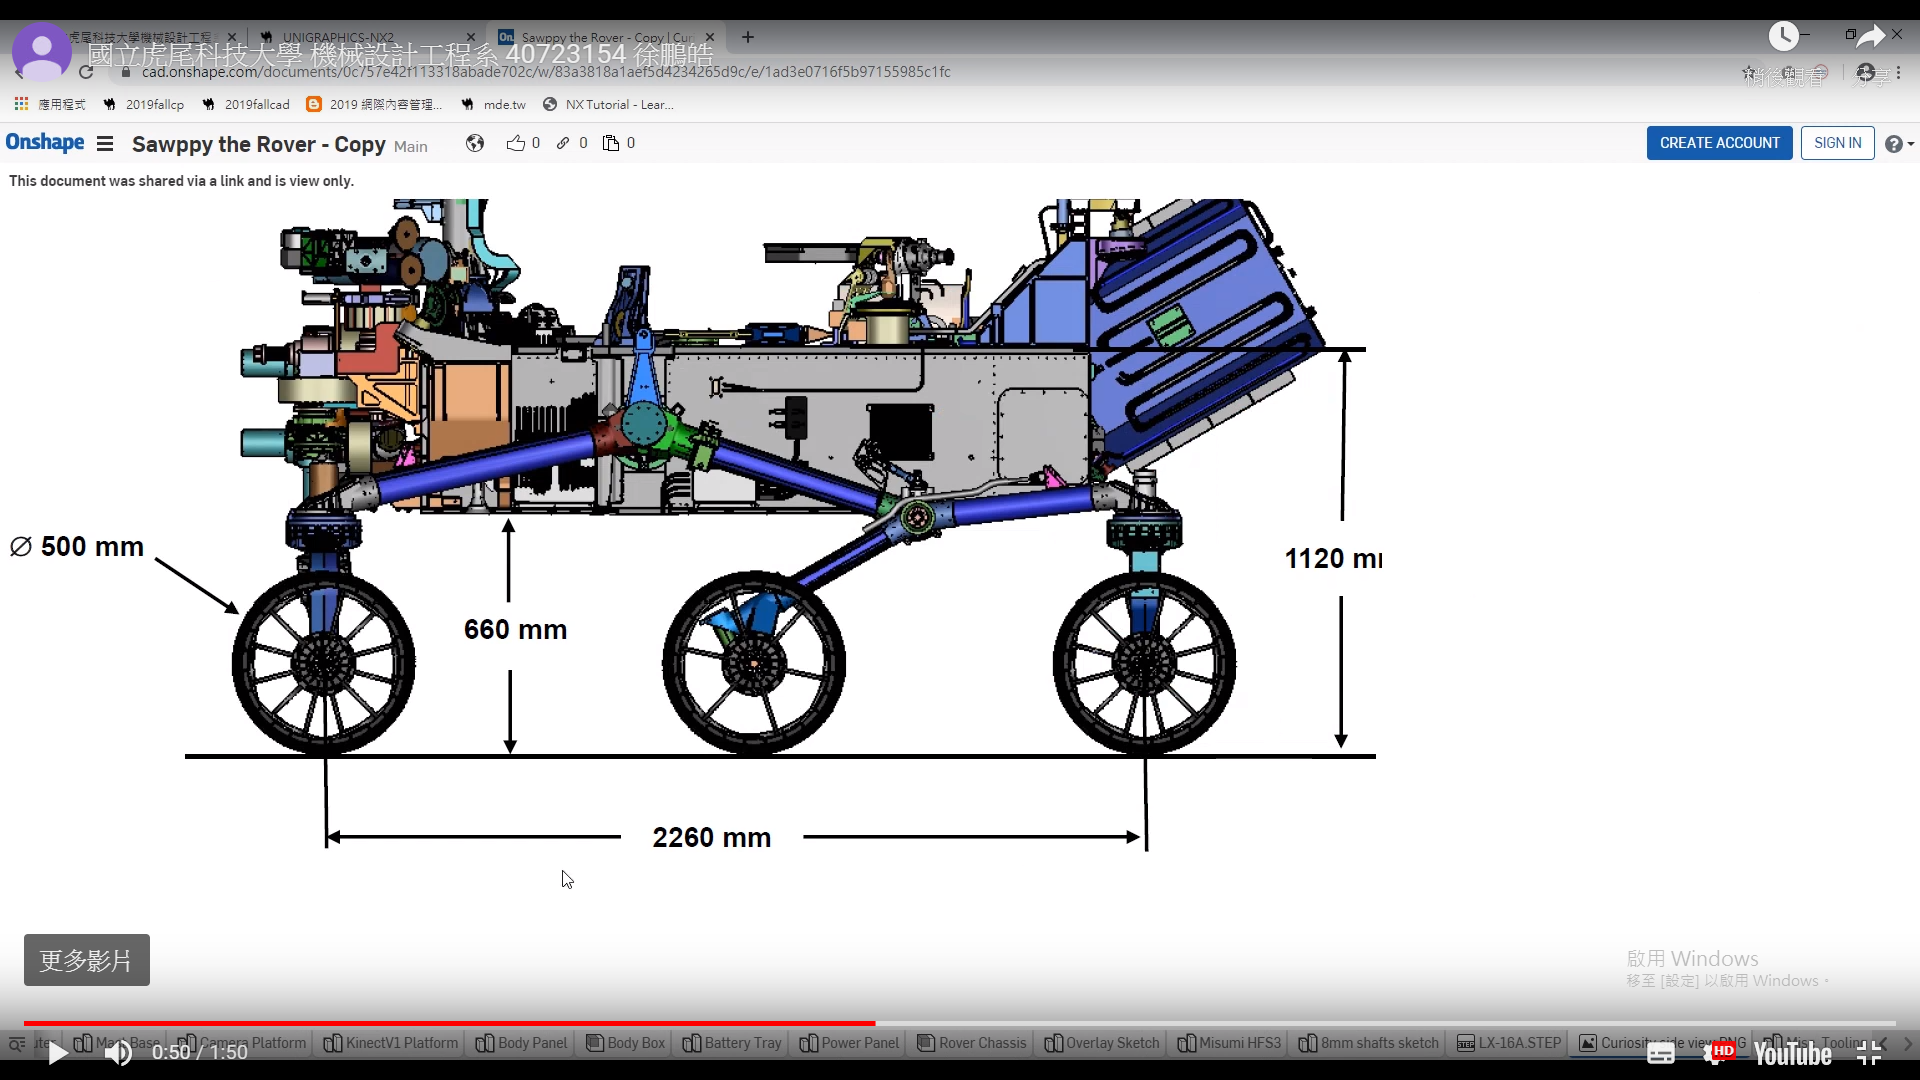 虎尾科技大學機械設計工程
UNIGRAPHICS-NX2
Sawppy the Rover - Copy | Cur
國立虎尾科技大學 機械設計工程系 40723154 徐鵬皓
cad.onshape.com/documents/0c757e42f113318abade702c/w/83a3818a1aef5d4234265d9c/e/1ad3e0716f5b97155985c1fc
稍後觀看
分享
應用程式
2019fallcp
2019fallcad
2019 網際內容管理...
mde.tw
NX Tutorial - Lear...
Onshape
Sawppy the Rover - Copy Main
0
0
0
CREATE ACCOUNT
SIGN IN
This document was shared via a link and is view only.
∅ 500 mm
1120 m
660 mm
2260 mm
更多影片
啟用 Windows
移至 [設定] 以啟用 Windows。
Camera Platform
KinectV1 Platform
Body Panel
Body Box
Battery Tray
Power Panel
Rover Chassis
Overlay Sketch
Misumi HFS3
8mm shafts sketch
STEP
LX-16A.STEP
Curiosity side view.PNG
Misc. Tooling
0:50 / 1:50
HD
YouTube